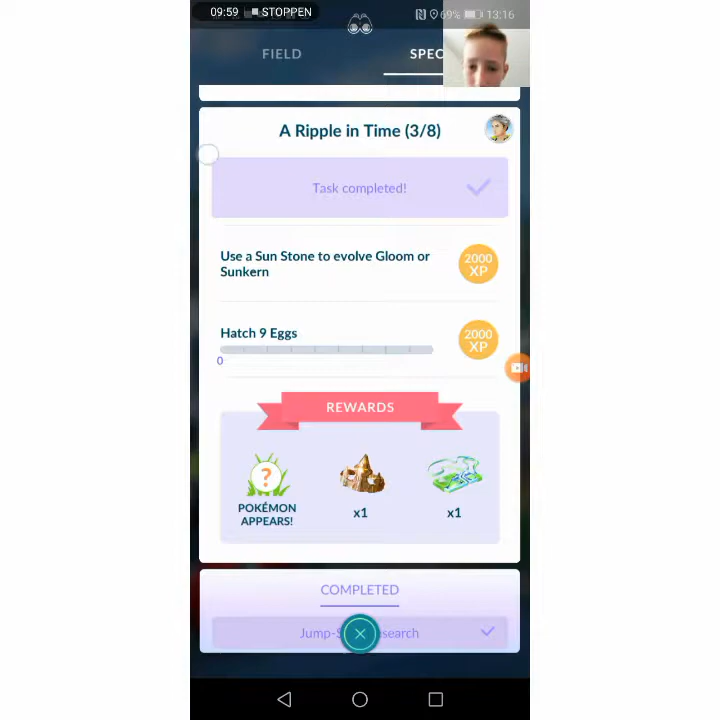 09:59 STOPPEN
69% 13:16
FIELD SPEC
A Ripple in Time (3/8)
Task completed!
Use a Sun Stone to evolve Gloom or
Sunkern
2000
XP
Hatch 9 Eggs
0
2000
XP
REWARDS
?
POKÉMON
APPEARS!
x1
x1
COMPLETED
Jump-S search